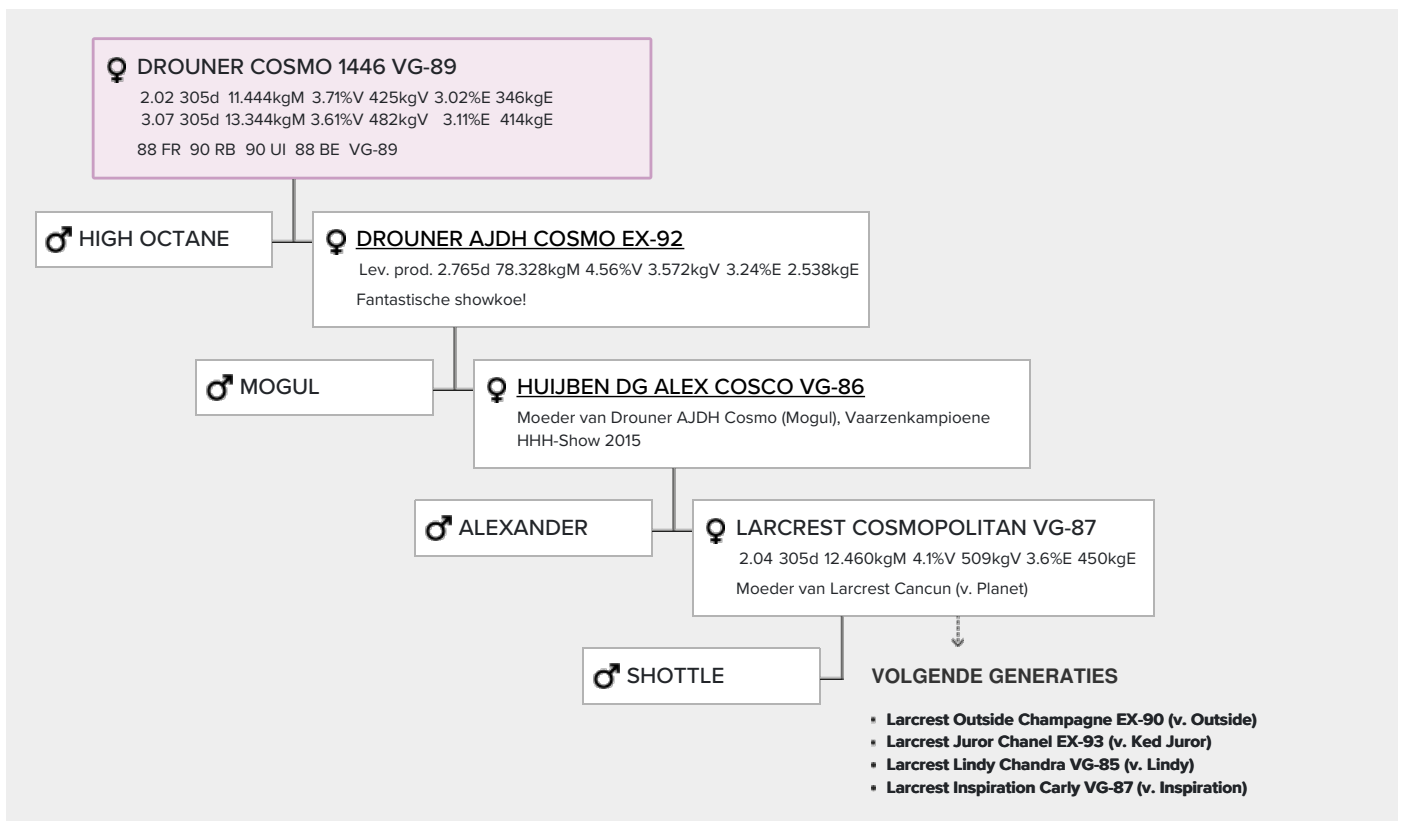 DROUNER COSMO 1446 VG-89
2.02 305d 11.444kgM 3.71%V 425kgV 3.02%E 346kgE
3.07 305d 13.344kgM 3.61%V 482kgV 3.11%E 414kgE
88 FR 90 RB 90 UI 88 BE VG-89
HIGH OCTANE
DROUNER AJDH COSMO EX-92
Lev. prod. 2.765d 78.328kgM 4.56%V 3.572kgV 3.24%E 2.538kgE
Fantastische showkoe!
MOGUL
HUIJBEN DG ALEX COSCO VG-86
Moeder van Drouner AJDH Cosmo (Mogul), Vaarzenkampioene
HHH-Show 2015
ALEXANDER
LARCREST COSMOPOLITAN VG-87
2.04 305d 12.460kgM 4.1%V 509kgV 3.6%E 450kgE
Moeder van Larcrest Cancun (v. Planet)
SHOTTLE
VOLGENDE GENERATIES
• Larcrest Outside Champagne EX-90 (v. Outside)
• Larcrest Juror Chanel EX-93 (v. Ked Juror)
• Larcrest Lindy Chandra VG-85 (v. Lindy)
• Larcrest Inspiration Carly VG-87 (v. Inspiration)